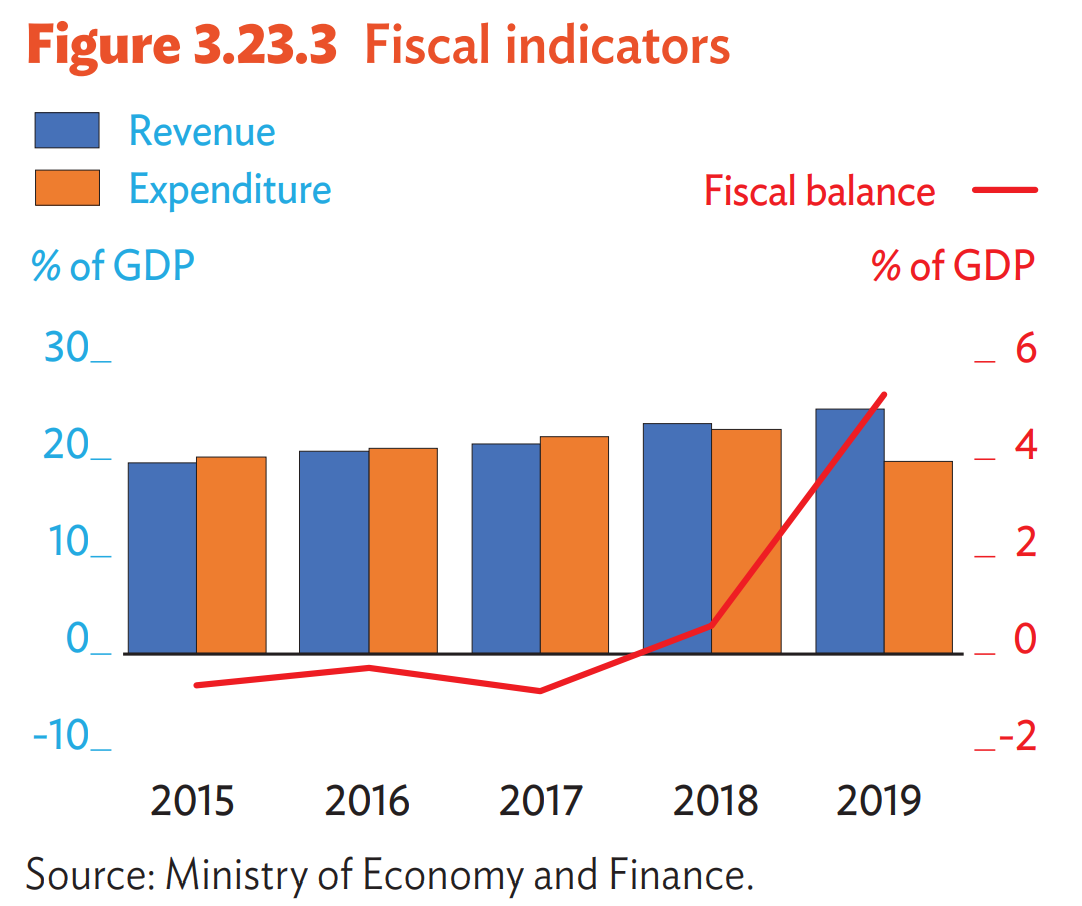 Figure 3.23.3 Fiscal indicators
Revenue
Expenditure
Fiscal balance
% of GDP % of GDP
30 6
20 4
10 2
0 0
-10 -2
2015 2016 2017 2018 2019
Source: Ministry of Economy and Finance.